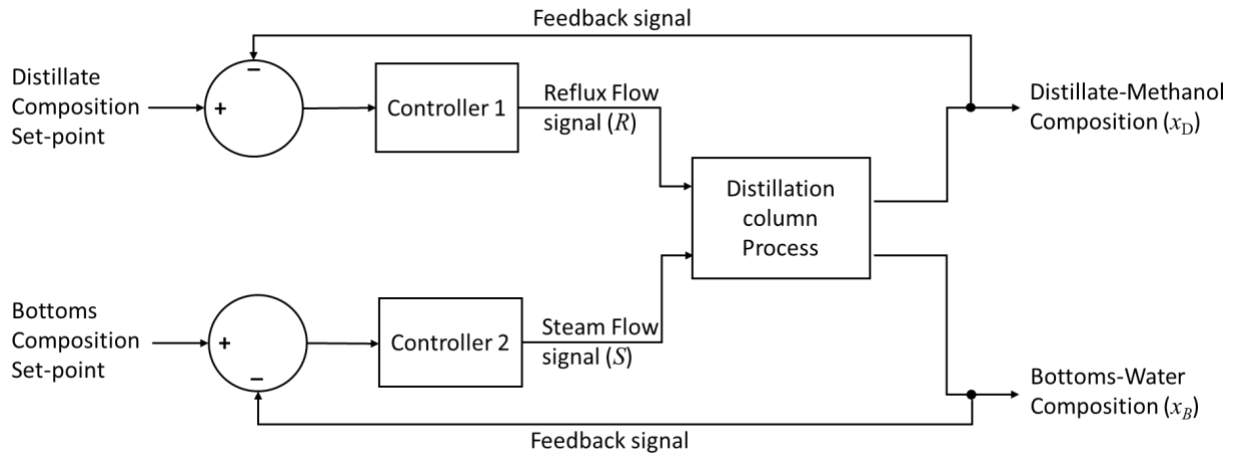 Feedback signal
Distillate
Composition
Set-point
−
+
Controller 1
Reflux Flow
signal (R)
Distillate-Methanol
Composition (xD)
Distillation
column
Process
Bottoms
Composition
Set-point
+
−
Controller 2
Steam Flow
signal (S)
Bottoms-Water
Composition (xB)
Feedback signal